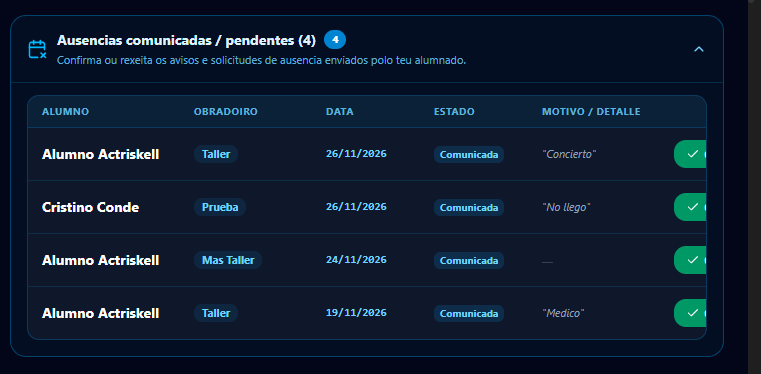 Ausencias comunicadas / pendentes (4) 4
Confirma ou rexeita os avisos e solicitudes de ausencia enviados polo teu alumnado.
ALUMNO OBRADOIRO DATA ESTADO MOTIVO / DETALLE
Alumno Actriskell Taller 26/11/2026 Comunicada "Concierto"
Cristino Conde Prueba 26/11/2026 Comunicada "No llego"
Alumno Actriskell Mas Taller 24/11/2026 Comunicada —
Alumno Actriskell Taller 19/11/2026 Comunicada "Medico"